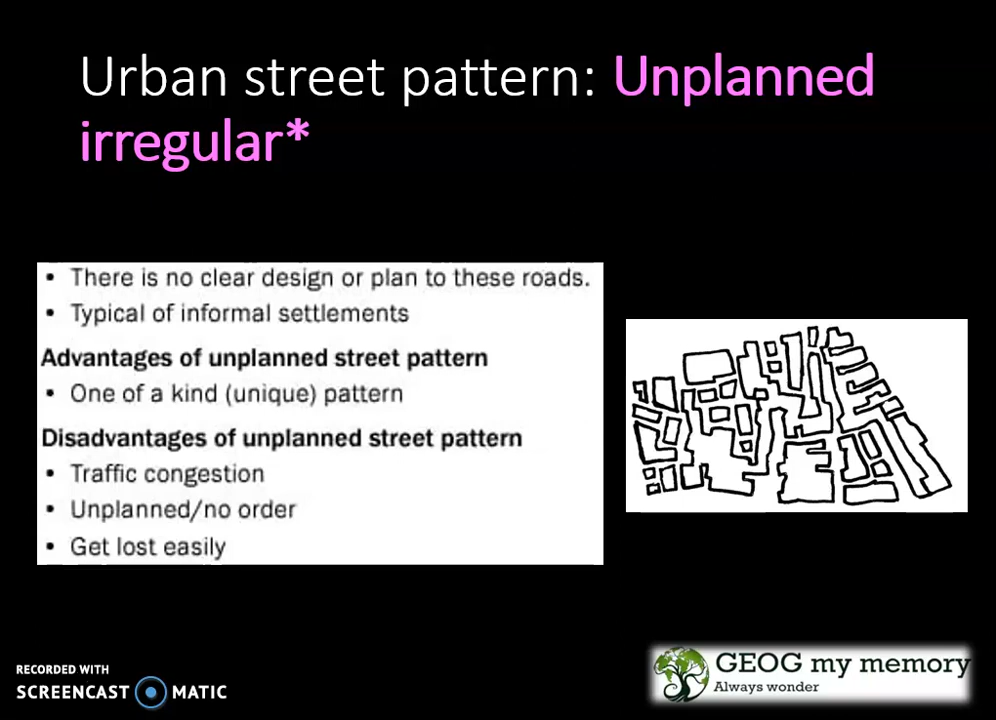 Urban street pattern: Unplanned
irregular*
• There is no clear design or plan to these roads.
• Typical of informal settlements
Advantages of unplanned street pattern
• One of a kind (unique) pattern
Disadvantages of unplanned street pattern
• Traffic congestion
• Unplanned/no order
• Get lost easily
RECORDED WITH
SCREENCAST MATIC
GEOG my memory
Always wonder